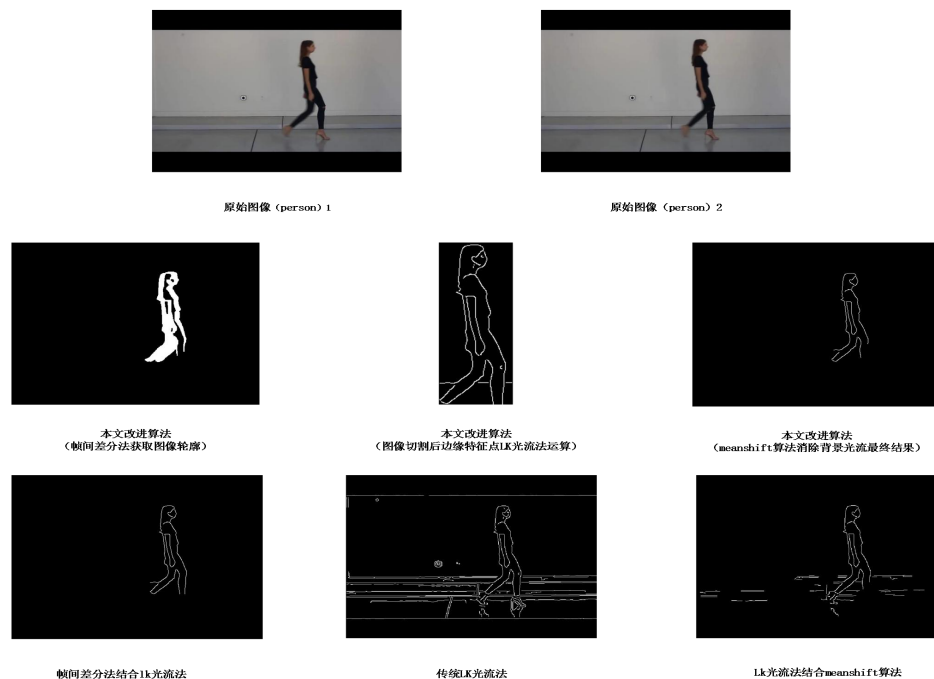 原始图像（person）1
原始图像（person）2
本文改进算法
（帧间差分法获取图像轮廓）
本文改进算法
（图像切割后边缘特征点LK光流法运算）
本文改进算法
（meanshift算法消除背景光流最终结果）
帧间差分法结合lk光流法
传统LK光流法
Lk光流法结合meanshift算法